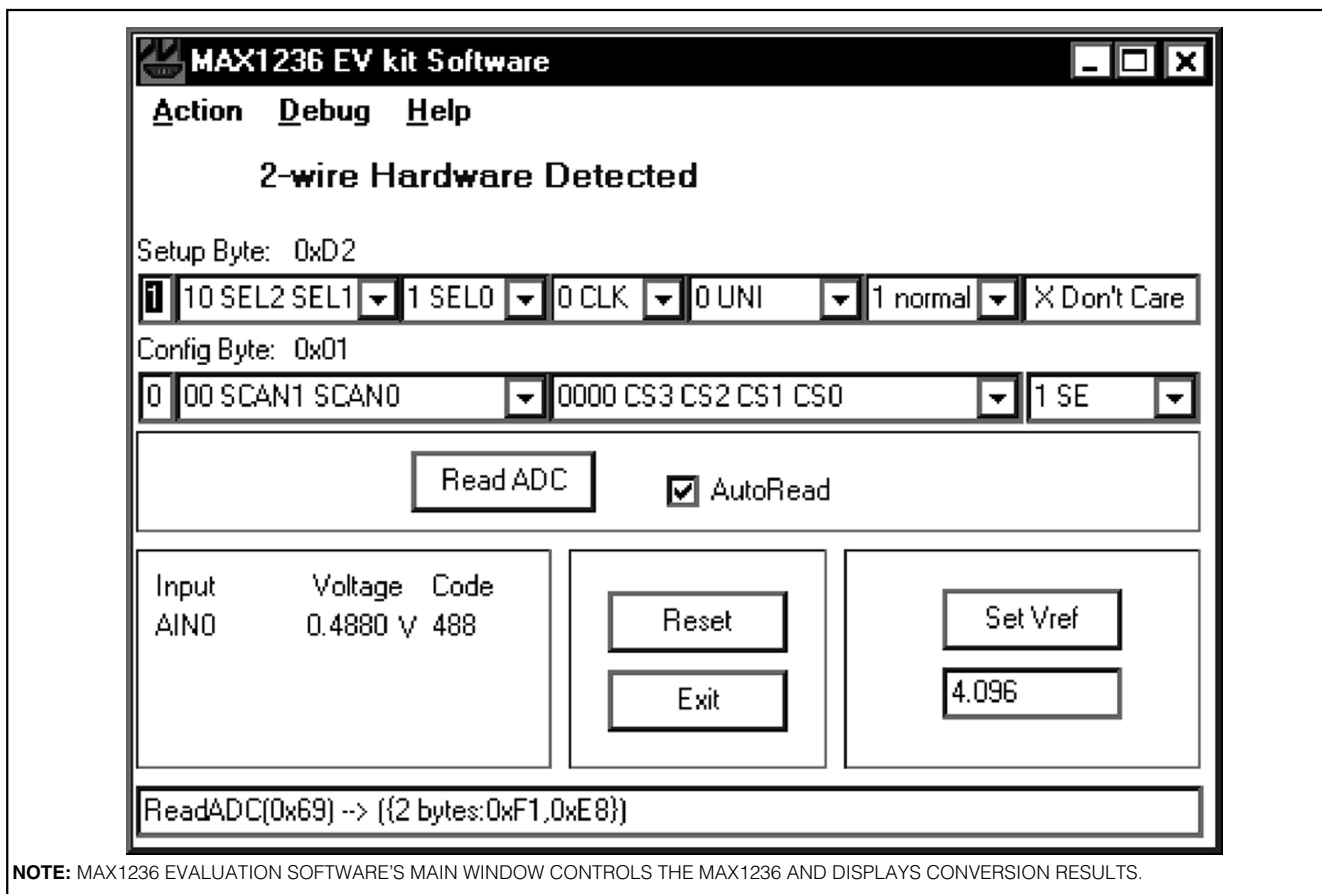 MAX1236 EV kit Software
Action Debug Help
2-wire Hardware Detected
Setup Byte: 0xD2
1 10 SEL2 SEL1 1 SEL0 0 CLK 0 UNI 1 normal X Don't Care
Config Byte: 0x01
0 00 SCAN1 SCAN0 0000 CS3 CS2 CS1 CS0 1 SE
Read ADC AutoRead
Input Voltage Code
AIN0 0.4880 V 488
Reset
Exit
Set Vref
4.096
ReadADC(0x69) --> ({2 bytes:0xF1,0xE8})
NOTE: MAX1236 EVALUATION SOFTWARE'S MAIN WINDOW CONTROLS THE MAX1236 AND DISPLAYS CONVERSION RESULTS.